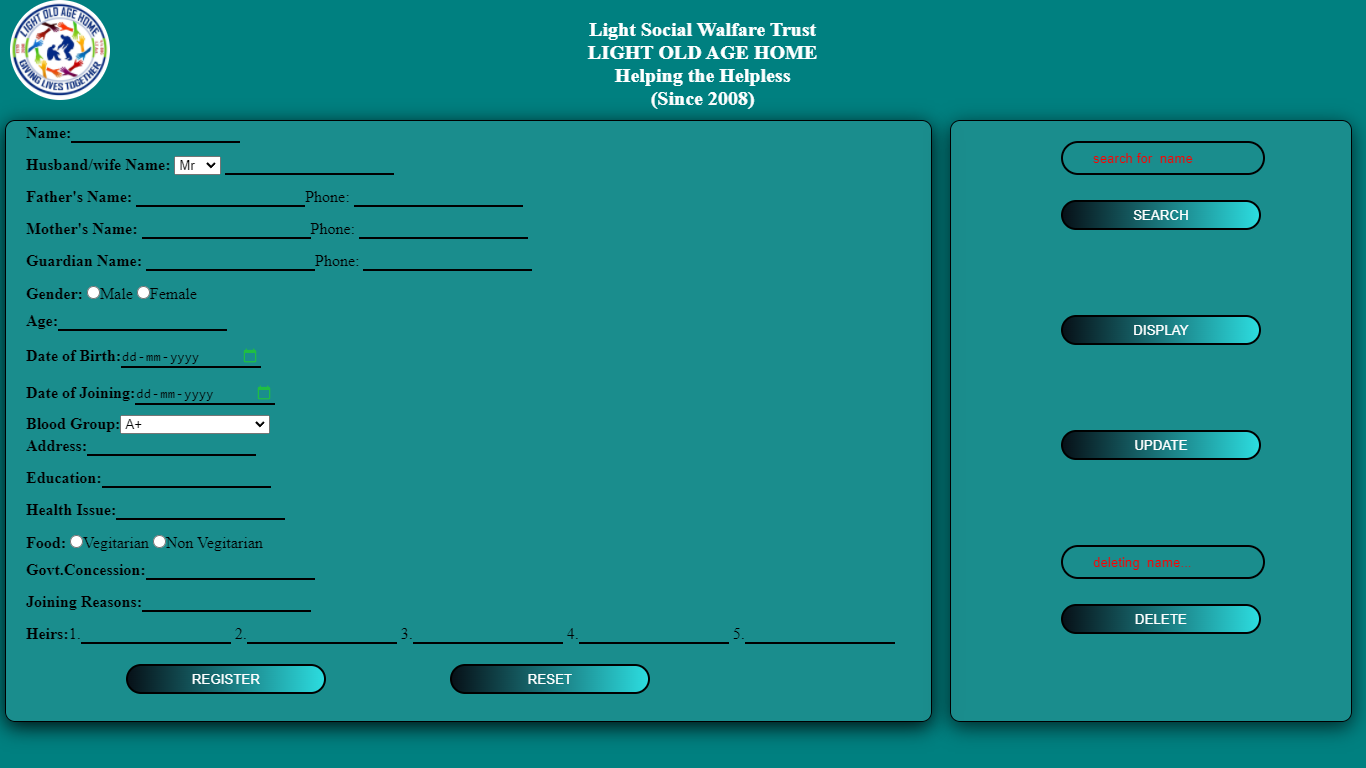 LIGHT OLD AGE HOME
GIVING LIVES TOGETHER
Light Social Welfare Trust
LIGHT OLD AGE HOME
Helping the Helpless
(Since 2008)
Name:
Husband/wife Name: Mr
Father's Name: Phone:
Mother's Name: Phone:
Guardian Name: Phone:
Gender: Male Female
Age:
Date of Birth: dd-mm-yyyy
Date of Joining: dd-mm-yyyy
Blood Group: A+
Address:
Education:
Health Issue:
Food: Vegitarian Non Vegitarian
Govt.Concession:
Joining Reasons:
Heirs:1. 2. 3. 4. 5.
REGISTER RESET
search for name
SEARCH
DISPLAY
UPDATE
deleting name...
DELETE